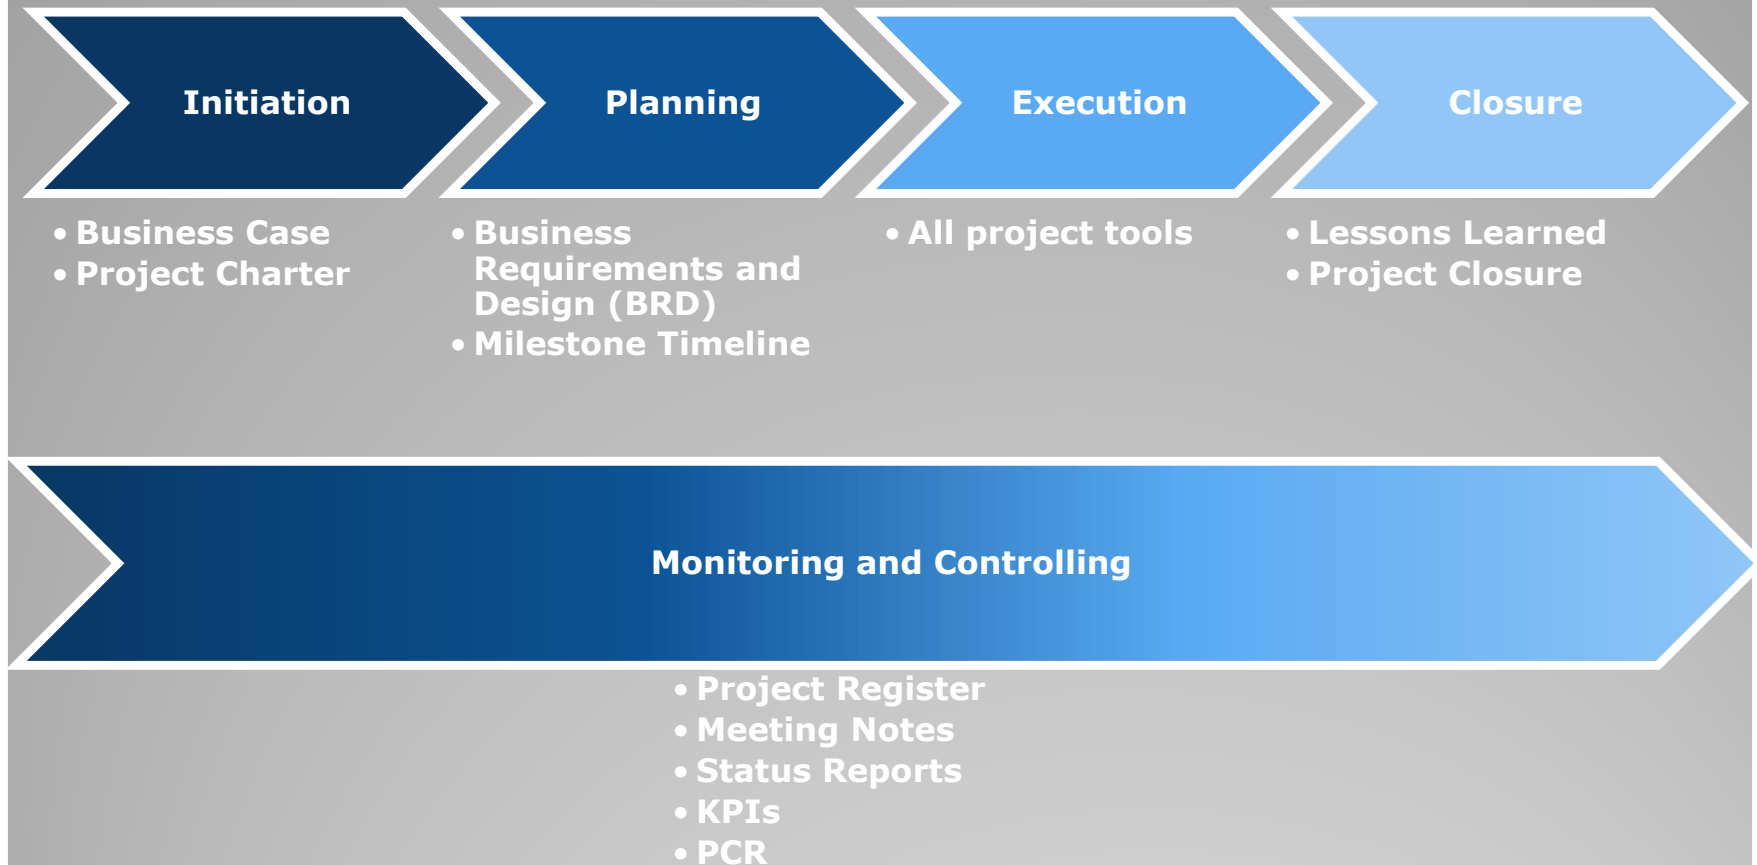 Initiation
Planning
Execution
Closure
• Business Case
• Project Charter
• Business
Requirements and
Design (BRD)
• Milestone Timeline
• All project tools
• Lessons Learned
• Project Closure
Monitoring and Controlling
• Project Register
• Meeting Notes
• Status Reports
• KPIs
• PCR